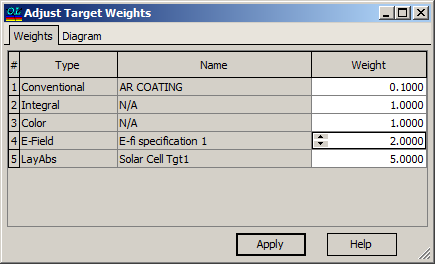 OL Adjust Target Weights
Weights Diagram
# Type Name Weight
1 Conventional AR COATING 0.1000
2 Integral N/A 1.0000
3 Color N/A 1.0000
4 E-Field E-fi specification 1 2.0000
5 LayAbs Solar Cell Tgt1 5.0000
Apply Help